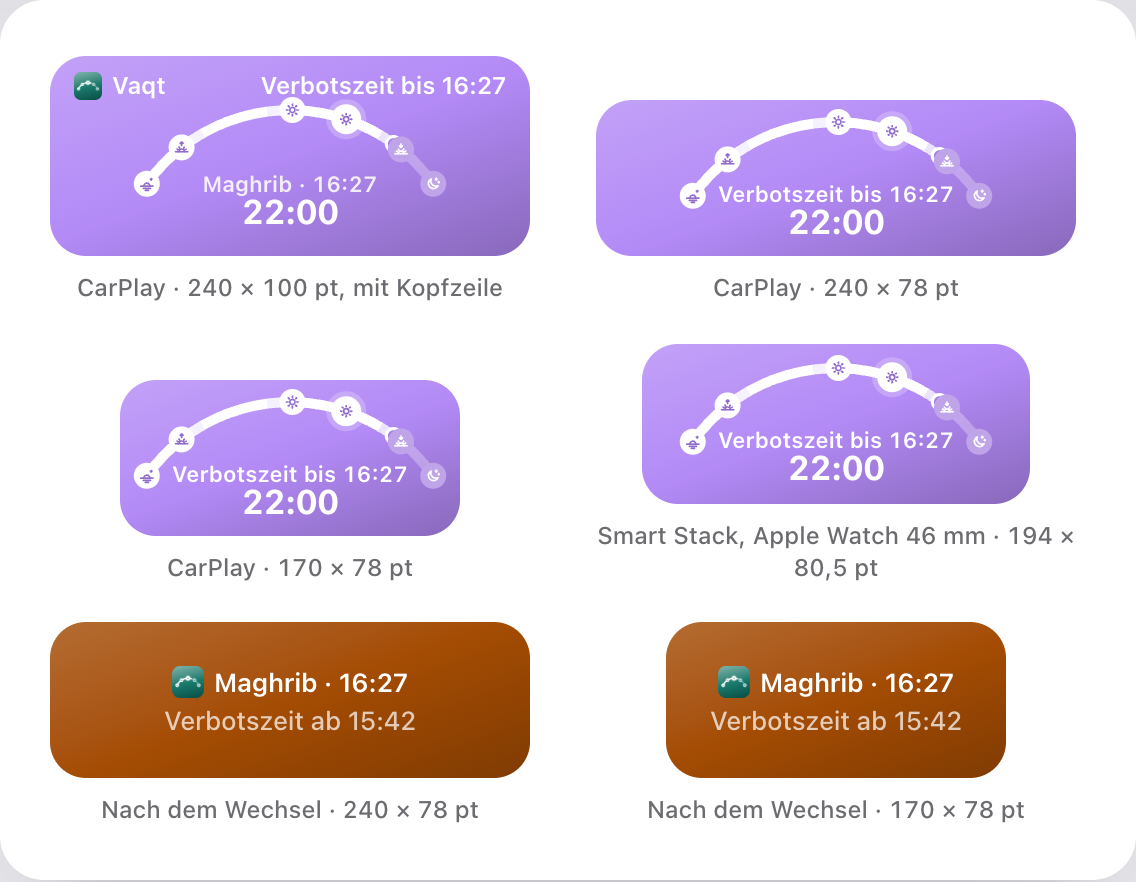 Vaqt
Verbotszeit bis 16:27
Maghrib · 16:27
22:00
CarPlay · 240 × 100 pt, mit Kopfzeile
Verbotszeit bis 16:27
22:00
CarPlay · 240 × 78 pt
Verbotszeit bis 16:27
22:00
CarPlay · 170 × 78 pt
Verbotszeit bis 16:27
22:00
Smart Stack, Apple Watch 46 mm · 194 ×
80,5 pt
Maghrib · 16:27
Verbotszeit ab 15:42
Nach dem Wechsel · 240 × 78 pt
Maghrib · 16:27
Verbotszeit ab 15:42
Nach dem Wechsel · 170 × 78 pt